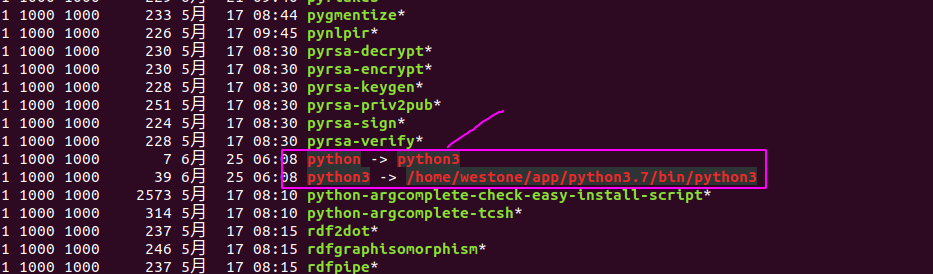 1 1000 1000 233 5月 17 08:44 pygmentize*
1 1000 1000 226 5月 17 09:45 pynlpir*
1 1000 1000 230 5月 17 08:30 pyrsa-decrypt*
1 1000 1000 230 5月 17 08:30 pyrsa-encrypt*
1 1000 1000 228 5月 17 08:30 pyrsa-keygen*
1 1000 1000 251 5月 17 08:30 pyrsa-priv2pub*
1 1000 1000 224 5月 17 08:30 pyrsa-sign*
1 1000 1000 228 5月 17 08:30 pyrsa-verify*
1 1000 1000 7 6月 25 06:08 python -> python3
1 1000 1000 39 6月 25 06:08 python3 -> /home/westone/app/python3.7/bin/python3
1 1000 1000 2573 5月 17 08:10 python-argcomplete-check-easy-install-script*
1 1000 1000 314 5月 17 08:10 python-argcomplete-tcsh*
1 1000 1000 237 5月 17 08:15 rdf2dot*
1 1000 1000 246 5月 17 08:15 rdfgraphisomorphism*
1 1000 1000 237 5月 17 08:15 rdfpipe*